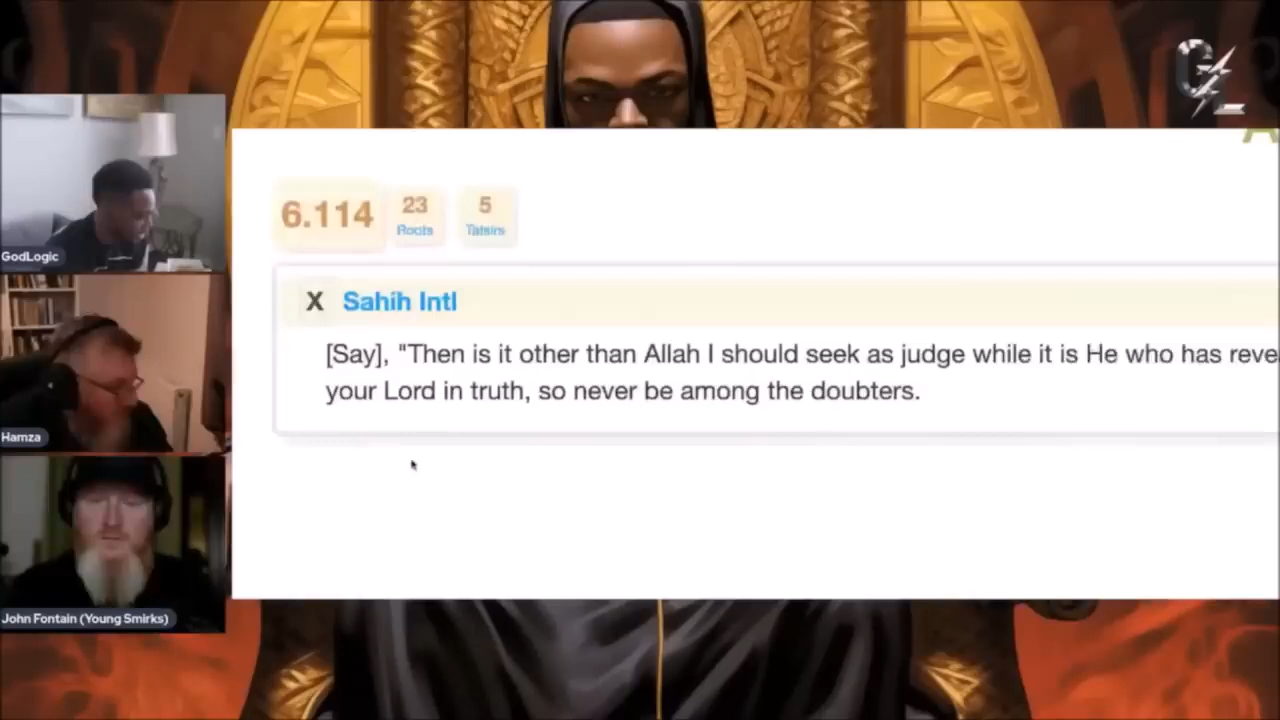 GodLogic
Hamza
John Fontain (Young Smirks)
6.114
23
Roots
5
Tafsirs
X Sahih Intl
[Say], "Then is it other than Allah I should seek as judge while it is He who has reve
your Lord in truth, so never be among the doubters.